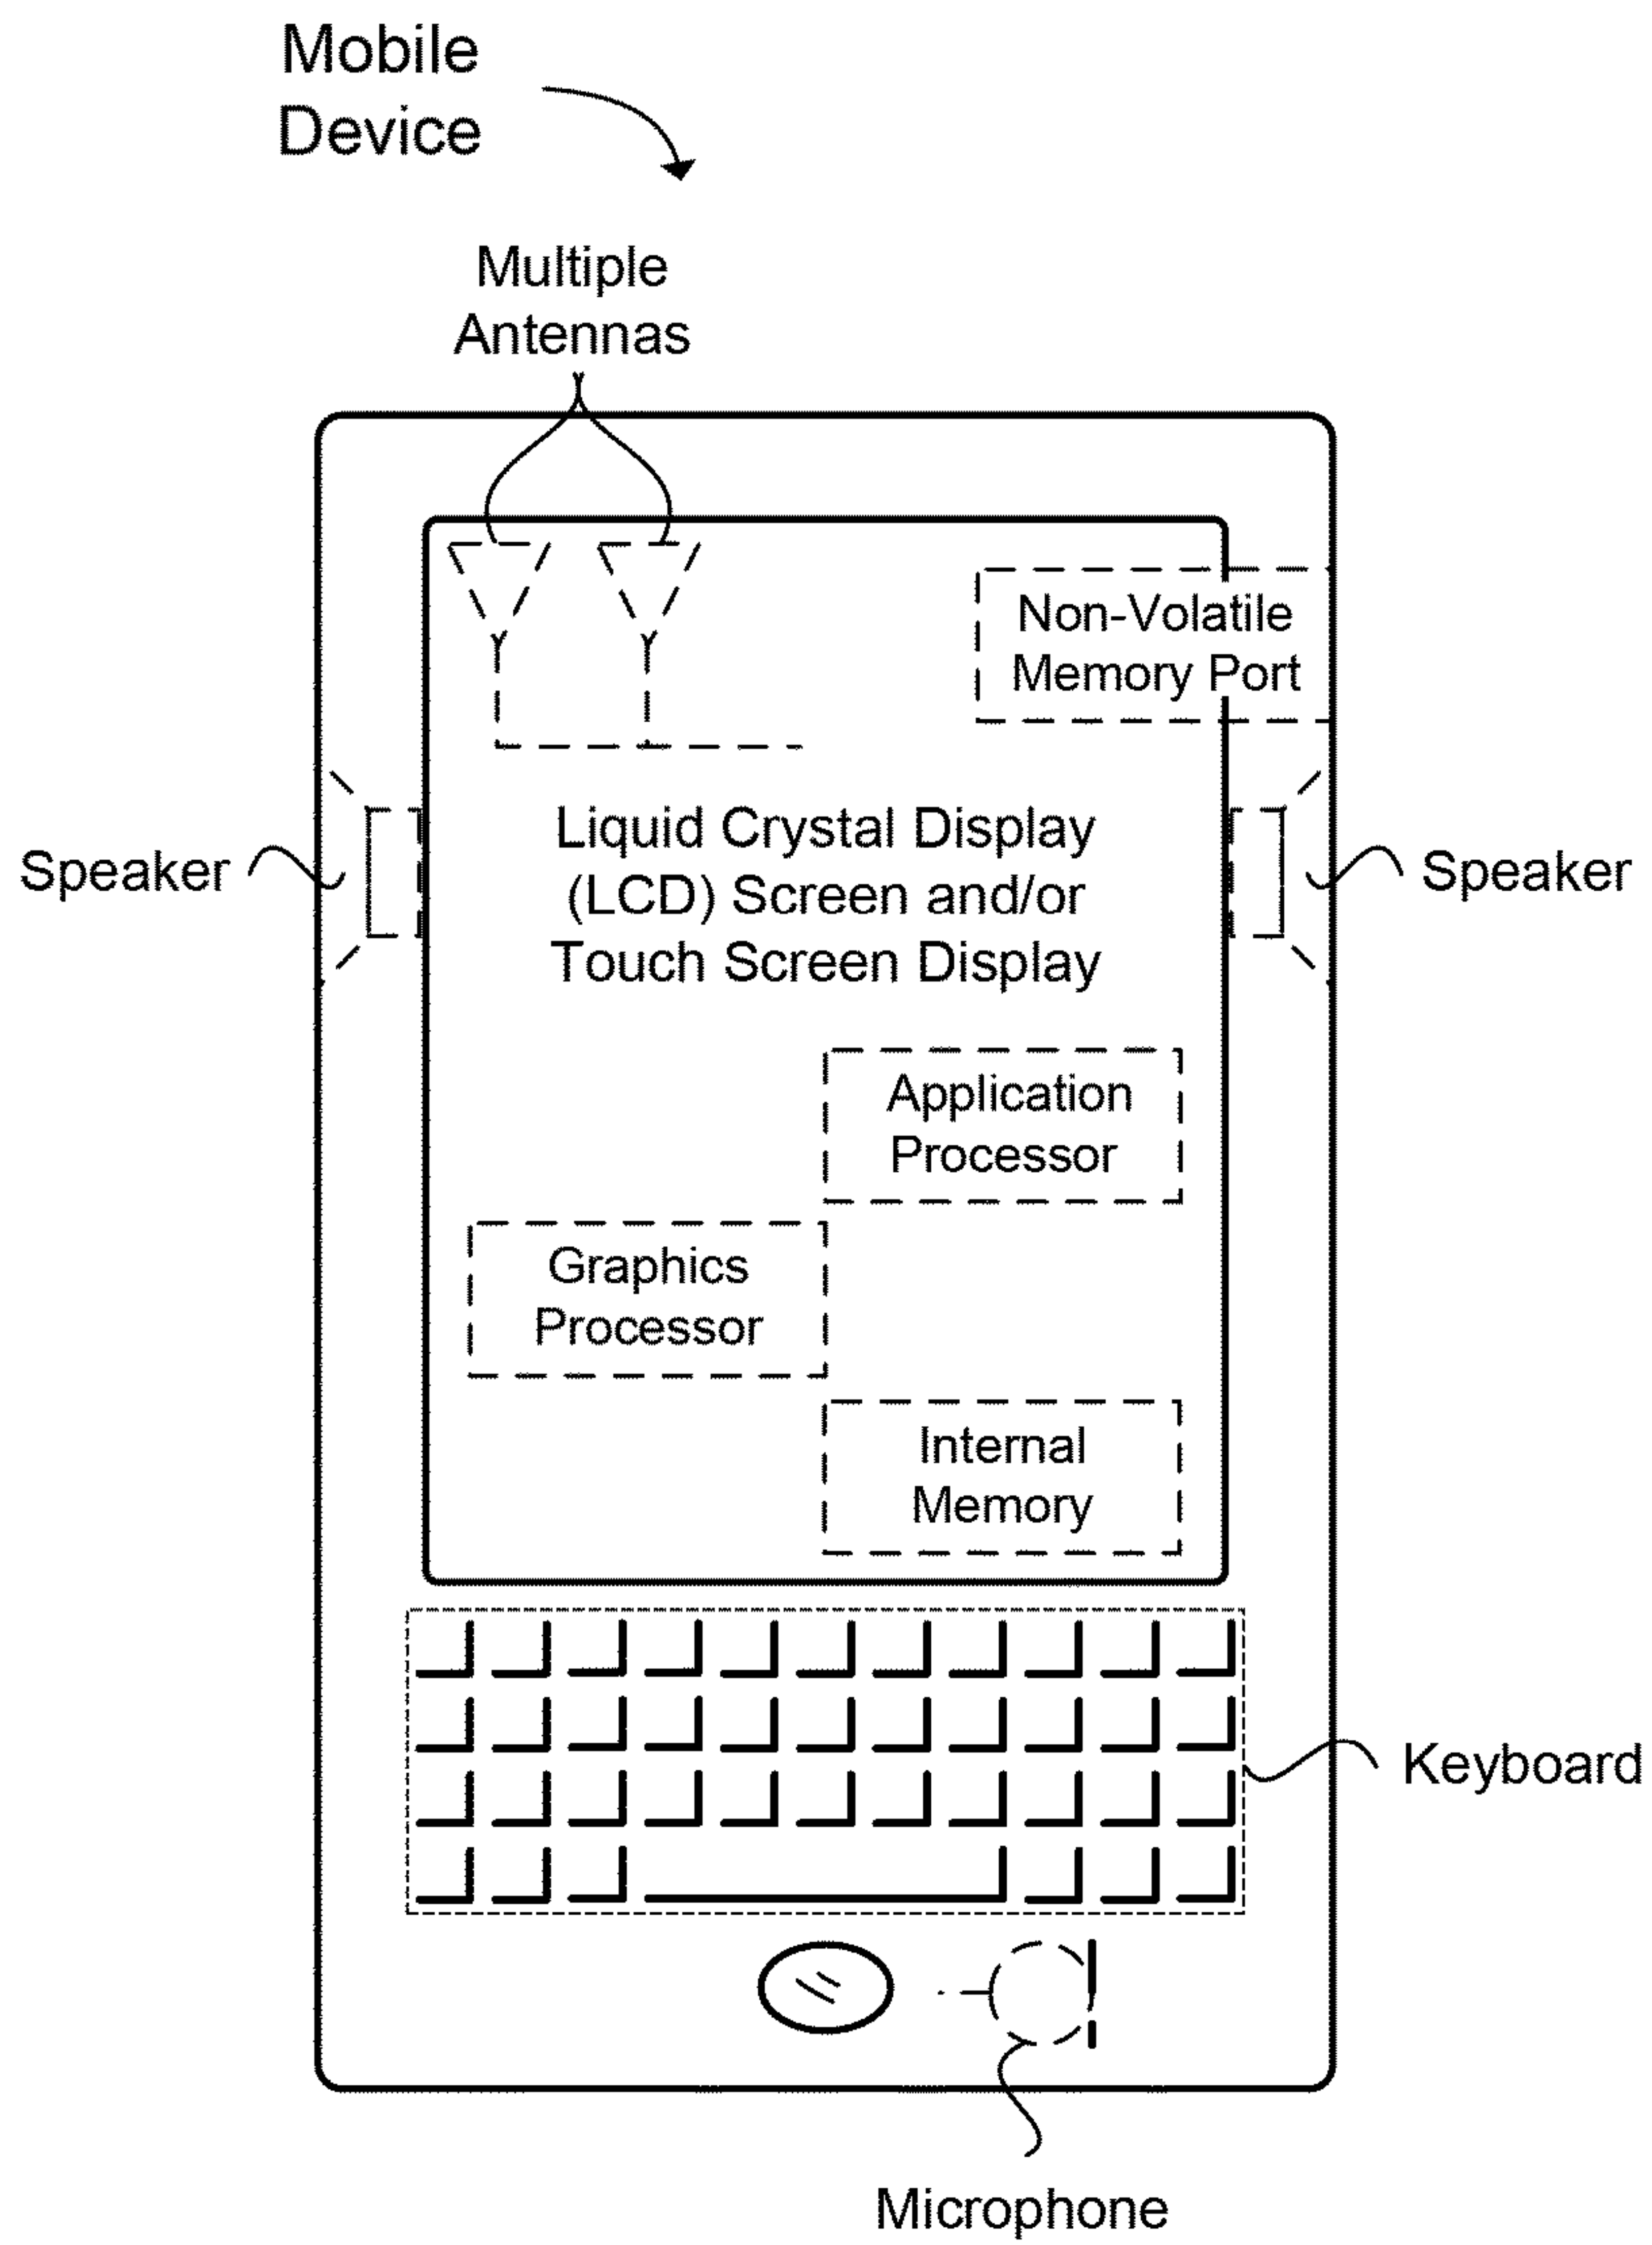 Mobile
Device
Multiple
Antennas
Non-Volatile
Memory Port
Speaker
Liquid Crystal Display
(LCD) Screen and/or
Touch Screen Display
Speaker
Application
Processor
Graphics
Processor
Internal
Memory
Keyboard
Microphone